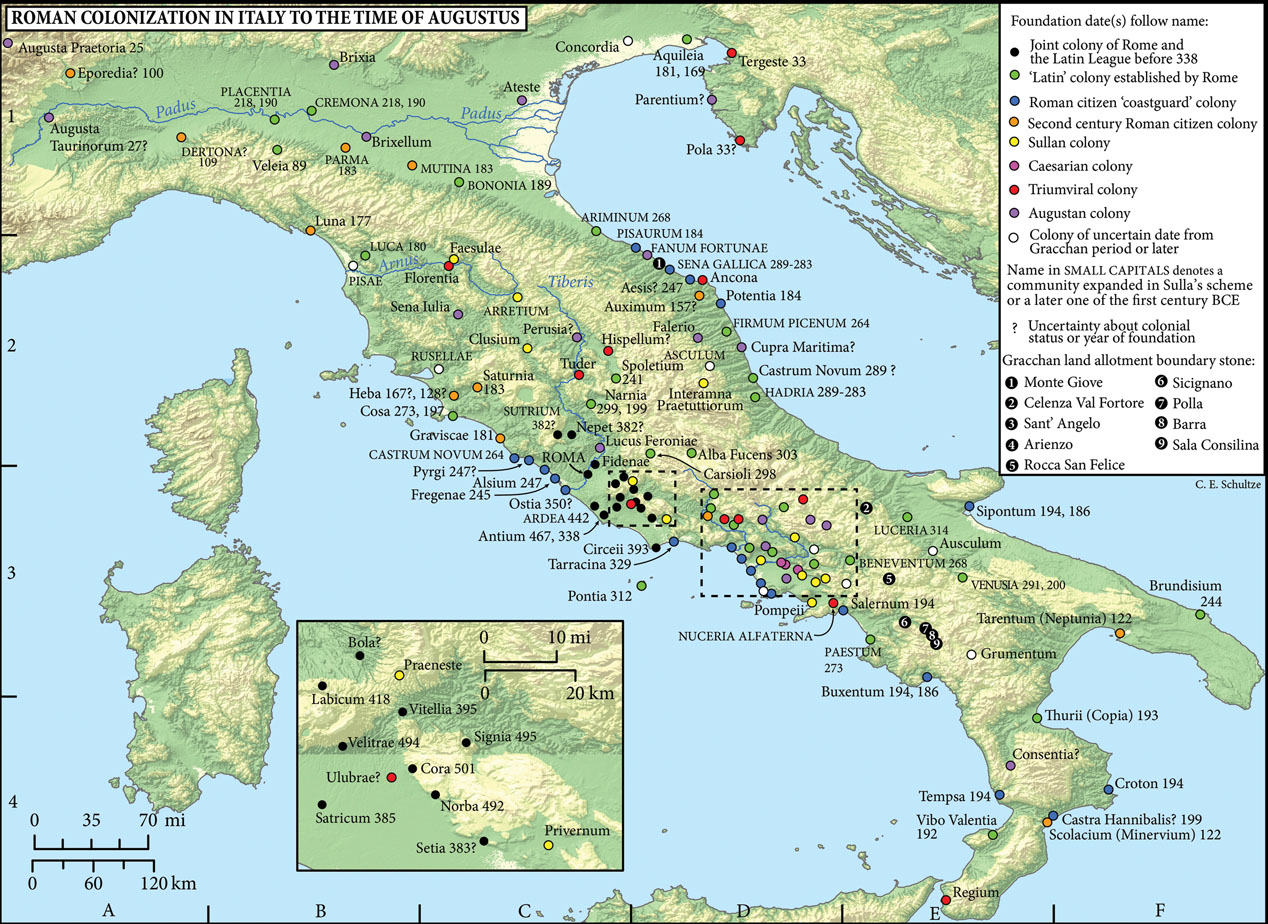 ROMAN COLONIZATION IN ITALY TO THE TIME OF AUGUSTUS
Foundation date(s) follow name:
Joint colony of Rome and
the Latin League before 338
‘Latin’ colony established by Rome
Roman citizen ‘coastguard’ colony
Second century Roman citizen colony
Sullan colony
Caesarian colony
Triumviral colony
Augustan colony
Colony of uncertain date from
Gracchan period or later
Name in SMALL CAPITALS denotes a
community expanded in Sulla’s scheme
or a later one of the first century BCE
? Uncertainty about colonial
status or year of foundation
Gracchan land allotment boundary stone:
1 Monte Giove
2 Celenza Val Fortore
3 Sant’ Angelo
4 Arienzo
5 Rocca San Felice
6 Sicignano
7 Polla
8 Barra
9 Sala Consilina
C. E. Schultze
Augusta Praetoria 25
Eporedia? 100
Brixia
Concordia
Aquileia
181, 169
Tergeste 33
Parentium?
Pola 33?
Ateste
PLACENTIA
218, 190
CREMONA 218, 190
Padus
Padus
1
Augusta
Taurinorum 27?
DERTONA?
109
Veleia 89
PARMA
183
Brixellum
MUTINA 183
BONONIA 189
Luna 177
LUCA 180
PISAE
Arnus
Faesulae
Florentia
ARIMINUM 268
PISAURUM 184
FANUM FORTUNAE
1
SENA GALLICA 289-283
Ancona
Aesis? 247
Auximum 157?
Potentia 184
Tiberis
ARRETIUM
Sena Iulia
Perusia?
Clusium
Hispellum?
Falerio
FIRMUM PICENUM 264
Cupra Maritima?
ASCULUM
2
RUSELLAE
Tuder
Spoletium
241
Castrum Novum 289 ?
Interamna
Praetuttiorum
HADRIA 289-283
Saturnia
183
Heba 167?, 128?
Narnia
299, 199
Cosa 273, 197
SUTRIUM
382?
Nepet 382?
Graviscae 181
Lucus Feroniae
Alba Fucens 303
CASTRUM NOVUM 264
ROMA
Fidenae
Carsioli 298
Pyrgi 247?
Alsium 247
Fregenae 245
Ostia 350?
ARDEA 442
Antium 467, 338
Circeii 393
Tarracina 329
Pontia 312
3
2
LUCERIA 314
Sipontum 194, 186
Ausculum
BENEVENTUM 268
5
VENUSIA 291, 200
Brundisium
244
Pompeii
Salernum 194
NUCERIA ALFATERNA
6
7
8
9
Tarentum (Neptunia) 122
PAESTUM
273
Grumentum
Buxentum 194, 186
Thurii (Copia) 193
Consentia?
Tempsa 194
Croton 194
Vibo Valentia
192
Castra Hannibalis? 199
Scolacium (Minervium) 122
Regium
4
Bola?
Praeneste
Labicum 418
Vitellia 395
Velitrae 494
Signia 495
Ulubrae?
Cora 501
Satricum 385
Norba 492
Setia 383?
Privernum
0 10 mi
0 20 km
0 35 70 mi
0 60 120 km
A B C D E F